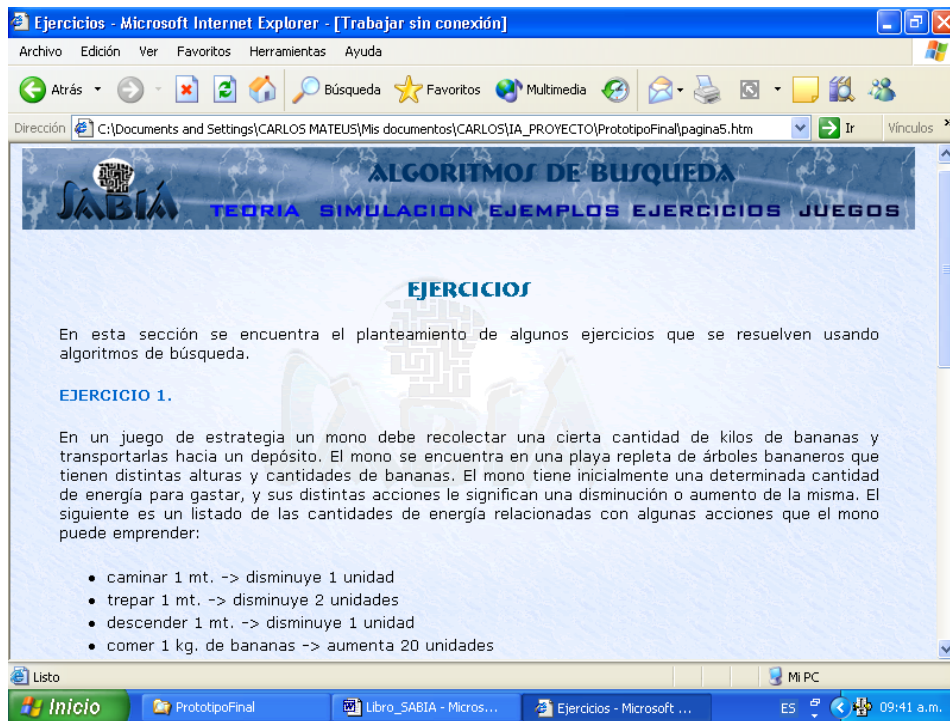 Ejercicios - Microsoft Internet Explorer - [Trabajar sin conexión]
Archivo Edición Ver Favoritos Herramientas Ayuda
Atrás Búsqueda Favoritos Multimedia
Dirección C:\Documents and Settings\CARLOS MATEUS\Mis documentos\CARLOS\IA_PROYECTO\PrototipoFinal\pagina5.htm Ir Vínculos »
ALGORITMOS DE BUSQUEDA
SABIA TEORIA SIMULACION EJEMPLOS EJERCICIOS JUEGOS
EJERCICIOS
En esta sección se encuentra el planteamiento de algunos ejercicios que se resuelven usando
algoritmos de búsqueda.
EJERCICIO 1.
En un juego de estrategia un mono debe recolectar una cierta cantidad de kilos de bananas y
transportarlas hacia un depósito. El mono se encuentra en una playa repleta de árboles bananeros que
tienen distintas alturas y cantidades de bananas. El mono tiene inicialmente una determinada cantidad
de energía para gastar, y sus distintas acciones le significan una disminución o aumento de la misma. El
siguiente es un listado de las cantidades de energía relacionadas con algunas acciones que el mono
puede emprender:
• caminar 1 mt. -> disminuye 1 unidad
• trepar 1 mt. -> disminuye 2 unidades
• descender 1 mt. -> disminuye 1 unidad
• comer 1 kg. de bananas -> aumenta 20 unidades
Listo Mi PC
Inicio PrototipoFinal Libro_SABIA - Micros... Ejercicios - Microsoft ... ES 09:41 a.m.